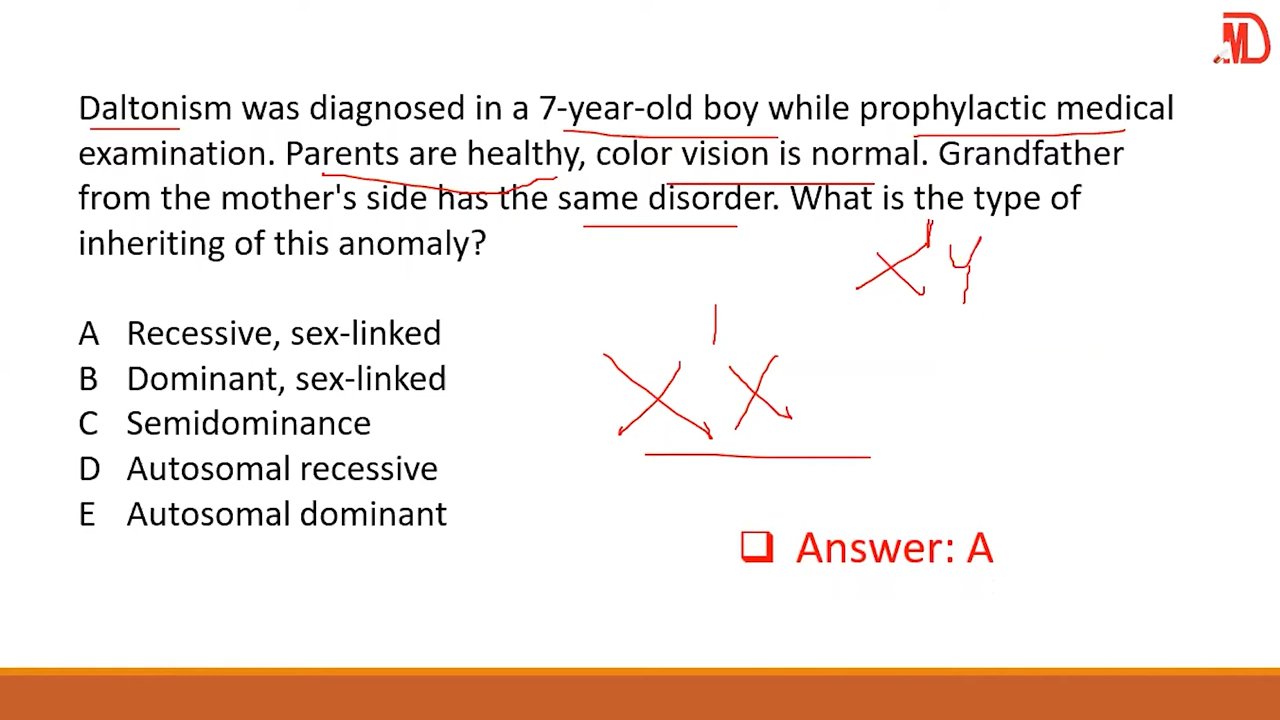 MD
Daltonism was diagnosed in a 7-year-old boy while prophylactic medical
examination. Parents are healthy, color vision is normal. Grandfather
from the mother's side has the same disorder. What is the type of
inheriting of this anomaly?
X' Y
A Recessive, sex-linked
X' X
B Dominant, sex-linked
C Semidominance
D Autosomal recessive
E Autosomal dominant
❑ Answer: A